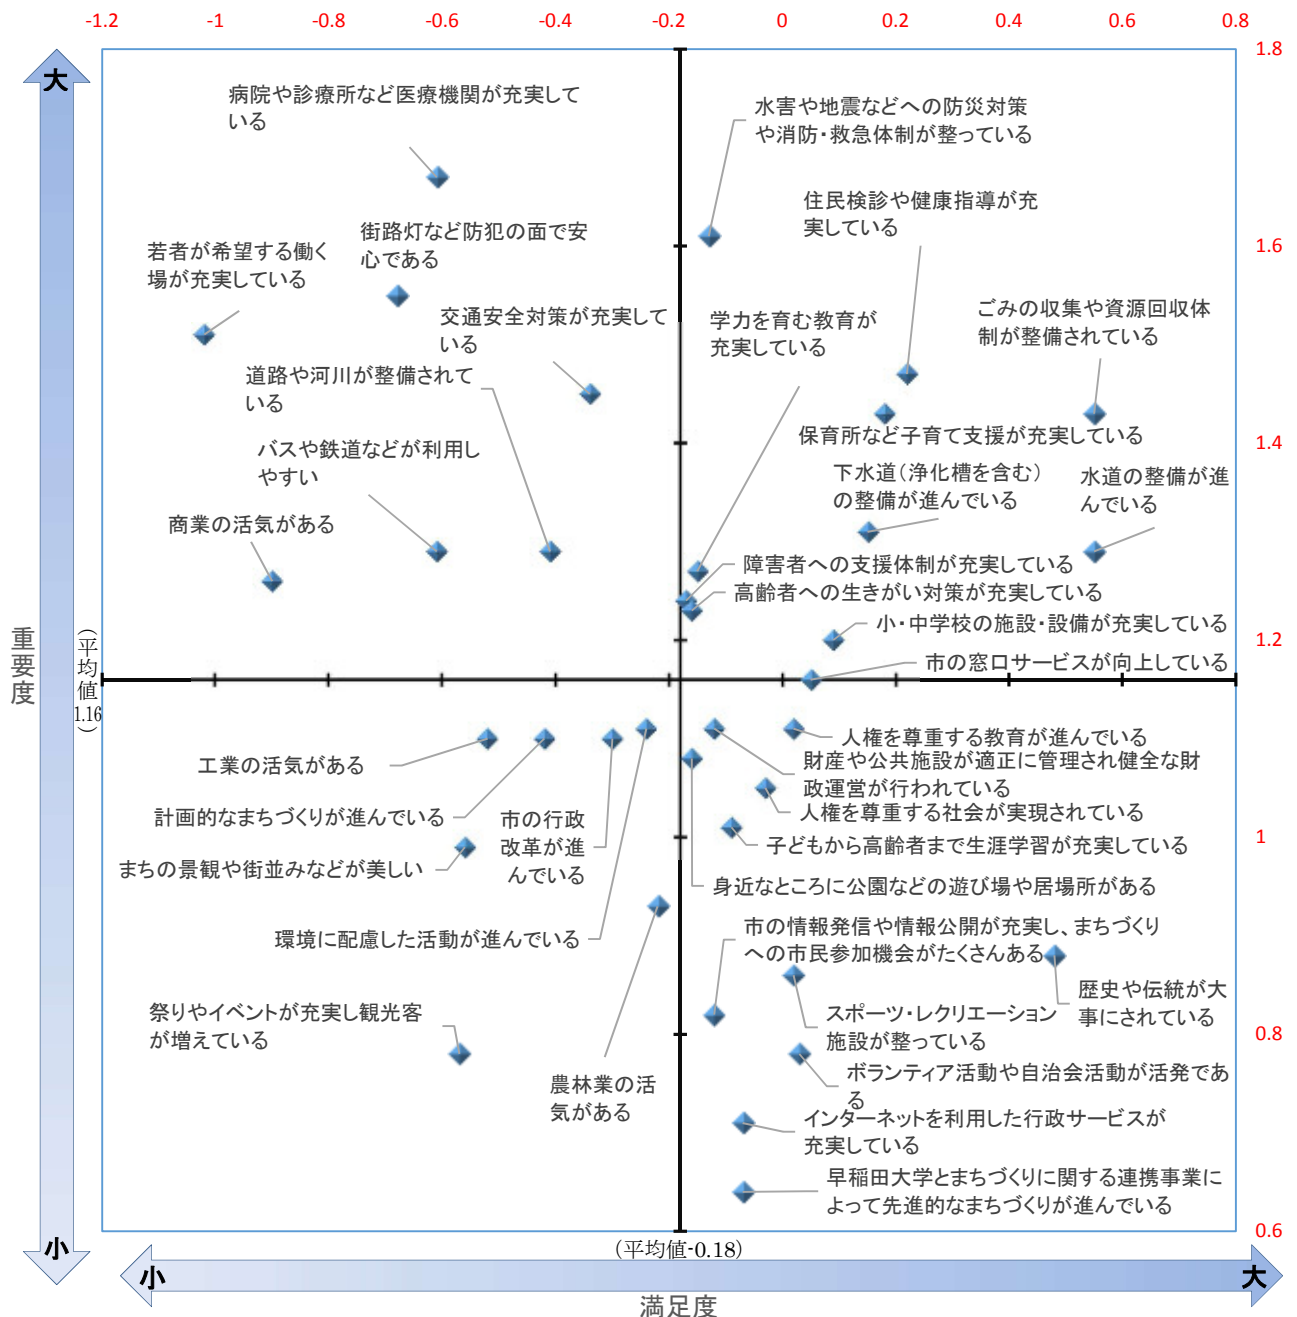 -1.2 -1 -0.8 -0.6 -0.4 -0.2 0 0.2 0.4 0.6 0.8
1.8
大
病院や診療所など医療機関が充実して
いる
水害や地震などへの防災対策
や消防・救急体制が整っている
住民検診や健康指導が充
実している
街路灯など防犯の面で安
心である
若者が希望する働く
場が充実している
1.6
交通安全対策が充実して
いる
学力を育む教育が
充実している
ごみの収集や資源回収体
制が整備されている
道路や河川が整備されて
いる
保育所など子育て支援が充実している
1.4
バスや鉄道などが利用し
やすい
下水道(浄化槽を含む)
の整備が進んでいる
水道の整備が進
んでいる
商業の活気がある
障害者への支援体制が充実している
高齢者への生きがい対策が充実している
小・中学校の施設・設備が充実している
1.2
市の窓口サービスが向上している
重要度
(平均値1.16)
工業の活気がある
人権を尊重する教育が進んでいる
財産や公共施設が適正に管理され健全な財
政運営が行われている
計画的なまちづくりが進んでいる
市の行政
改革が進
んでいる
人権を尊重する社会が実現されている
1
子どもから高齢者まで生涯学習が充実している
まちの景観や街並みなどが美しい
身近なところに公園などの遊び場や居場所がある
環境に配慮した活動が進んでいる
市の情報発信や情報公開が充実し、まちづくり
への市民参加機会がたくさんある
歴史や伝統が大
事にされている
祭りやイベントが充実し観光客
が増えている
スポーツ・レクリエーション
施設が整っている
0.8
農林業の活
気がある
ボランティア活動や自治会活動が活発であ
る
インターネットを利用した行政サービスが
充実している
早稲田大学とまちづくりに関する連携事業に
よって先進的なまちづくりが進んでいる
0.6
小
(平均値-0.18)
小
大
満足度